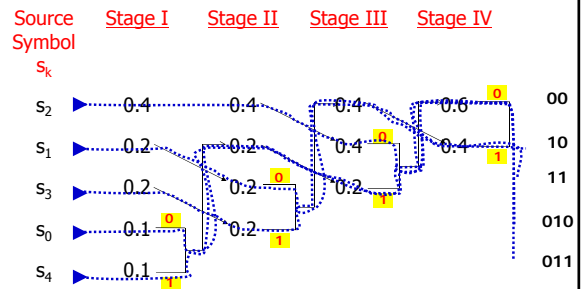 Source Symbol Stage I Stage II Stage III Stage IV
s_k
0
s₂ 0.4 0.4 0.4 0.6 00
0
s₁ 0.2 0.2 0.4 0.4 1 10
0
s₃ 0.2 0.2 0.2 11
1
0
s₀ 0.1 0.2 010
1
s₄ 0.1 011
1